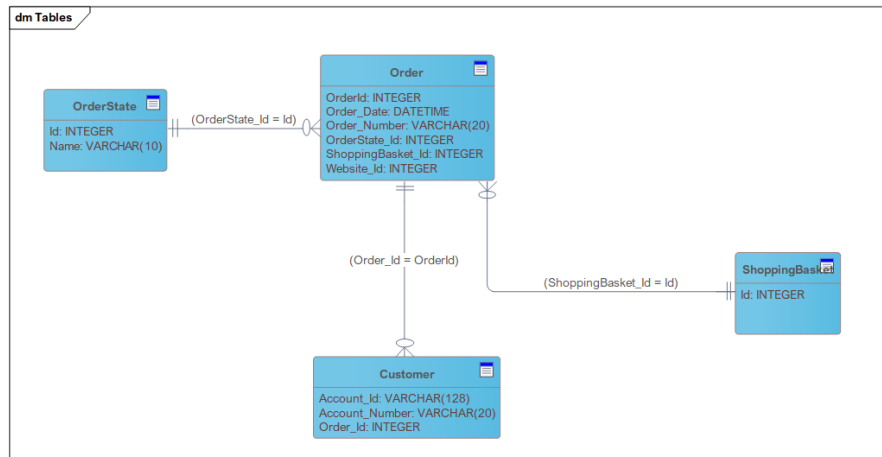 dm Tables
Order
OrderId: INTEGER
Order_Date: DATETIME
Order_Number: VARCHAR(20)
OrderState_Id: INTEGER
ShoppingBasket_Id: INTEGER
Website_Id: INTEGER
OrderState
Id: INTEGER
Name: VARCHAR(10)
(OrderState_Id = Id)
(Order_Id = OrderId)
(ShoppingBasket_Id = Id)
ShoppingBasket
Id: INTEGER
Customer
Account_Id: VARCHAR(128)
Account_Number: VARCHAR(20)
Order_Id: INTEGER